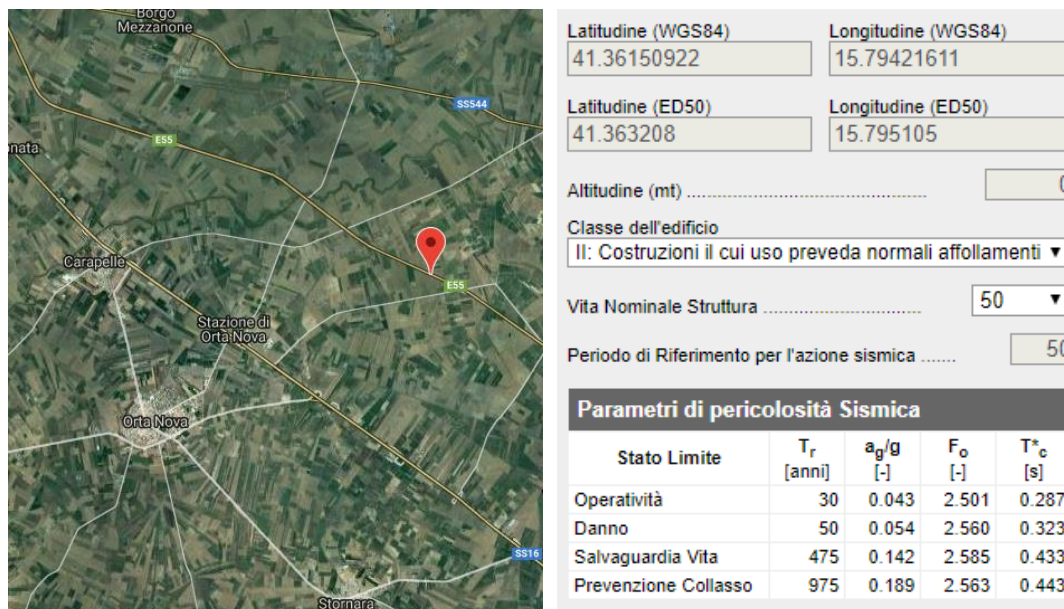 Borgo
Mezzanone
SS544
E55
onata
Carapelle
E55
Stazione di
Orta Nova
Orta Nova
SS16
Stornara
Latitudine (WGS84) Longitudine (WGS84)
41.36150922 15.79421611
Latitudine (ED50) Longitudine (ED50)
41.363208 15.795105
Altitudine (mt) ................................................ 0
Classe dell'edificio
II: Costruzioni il cui uso preveda normali affollamenti ▼
Vita Nominale Struttura ............................... 50 ▼
Periodo di Riferimento per l'azione sismica ....... 50
Parametri di pericolosità Sismica
Stato Limite Tr [anni] ag/g [-] Fo [-] T*c [s]
Operatività 30 0.043 2.501 0.287
Danno 50 0.054 2.560 0.323
Salvaguardia Vita 475 0.142 2.585 0.433
Prevenzione Collasso 975 0.189 2.563 0.443